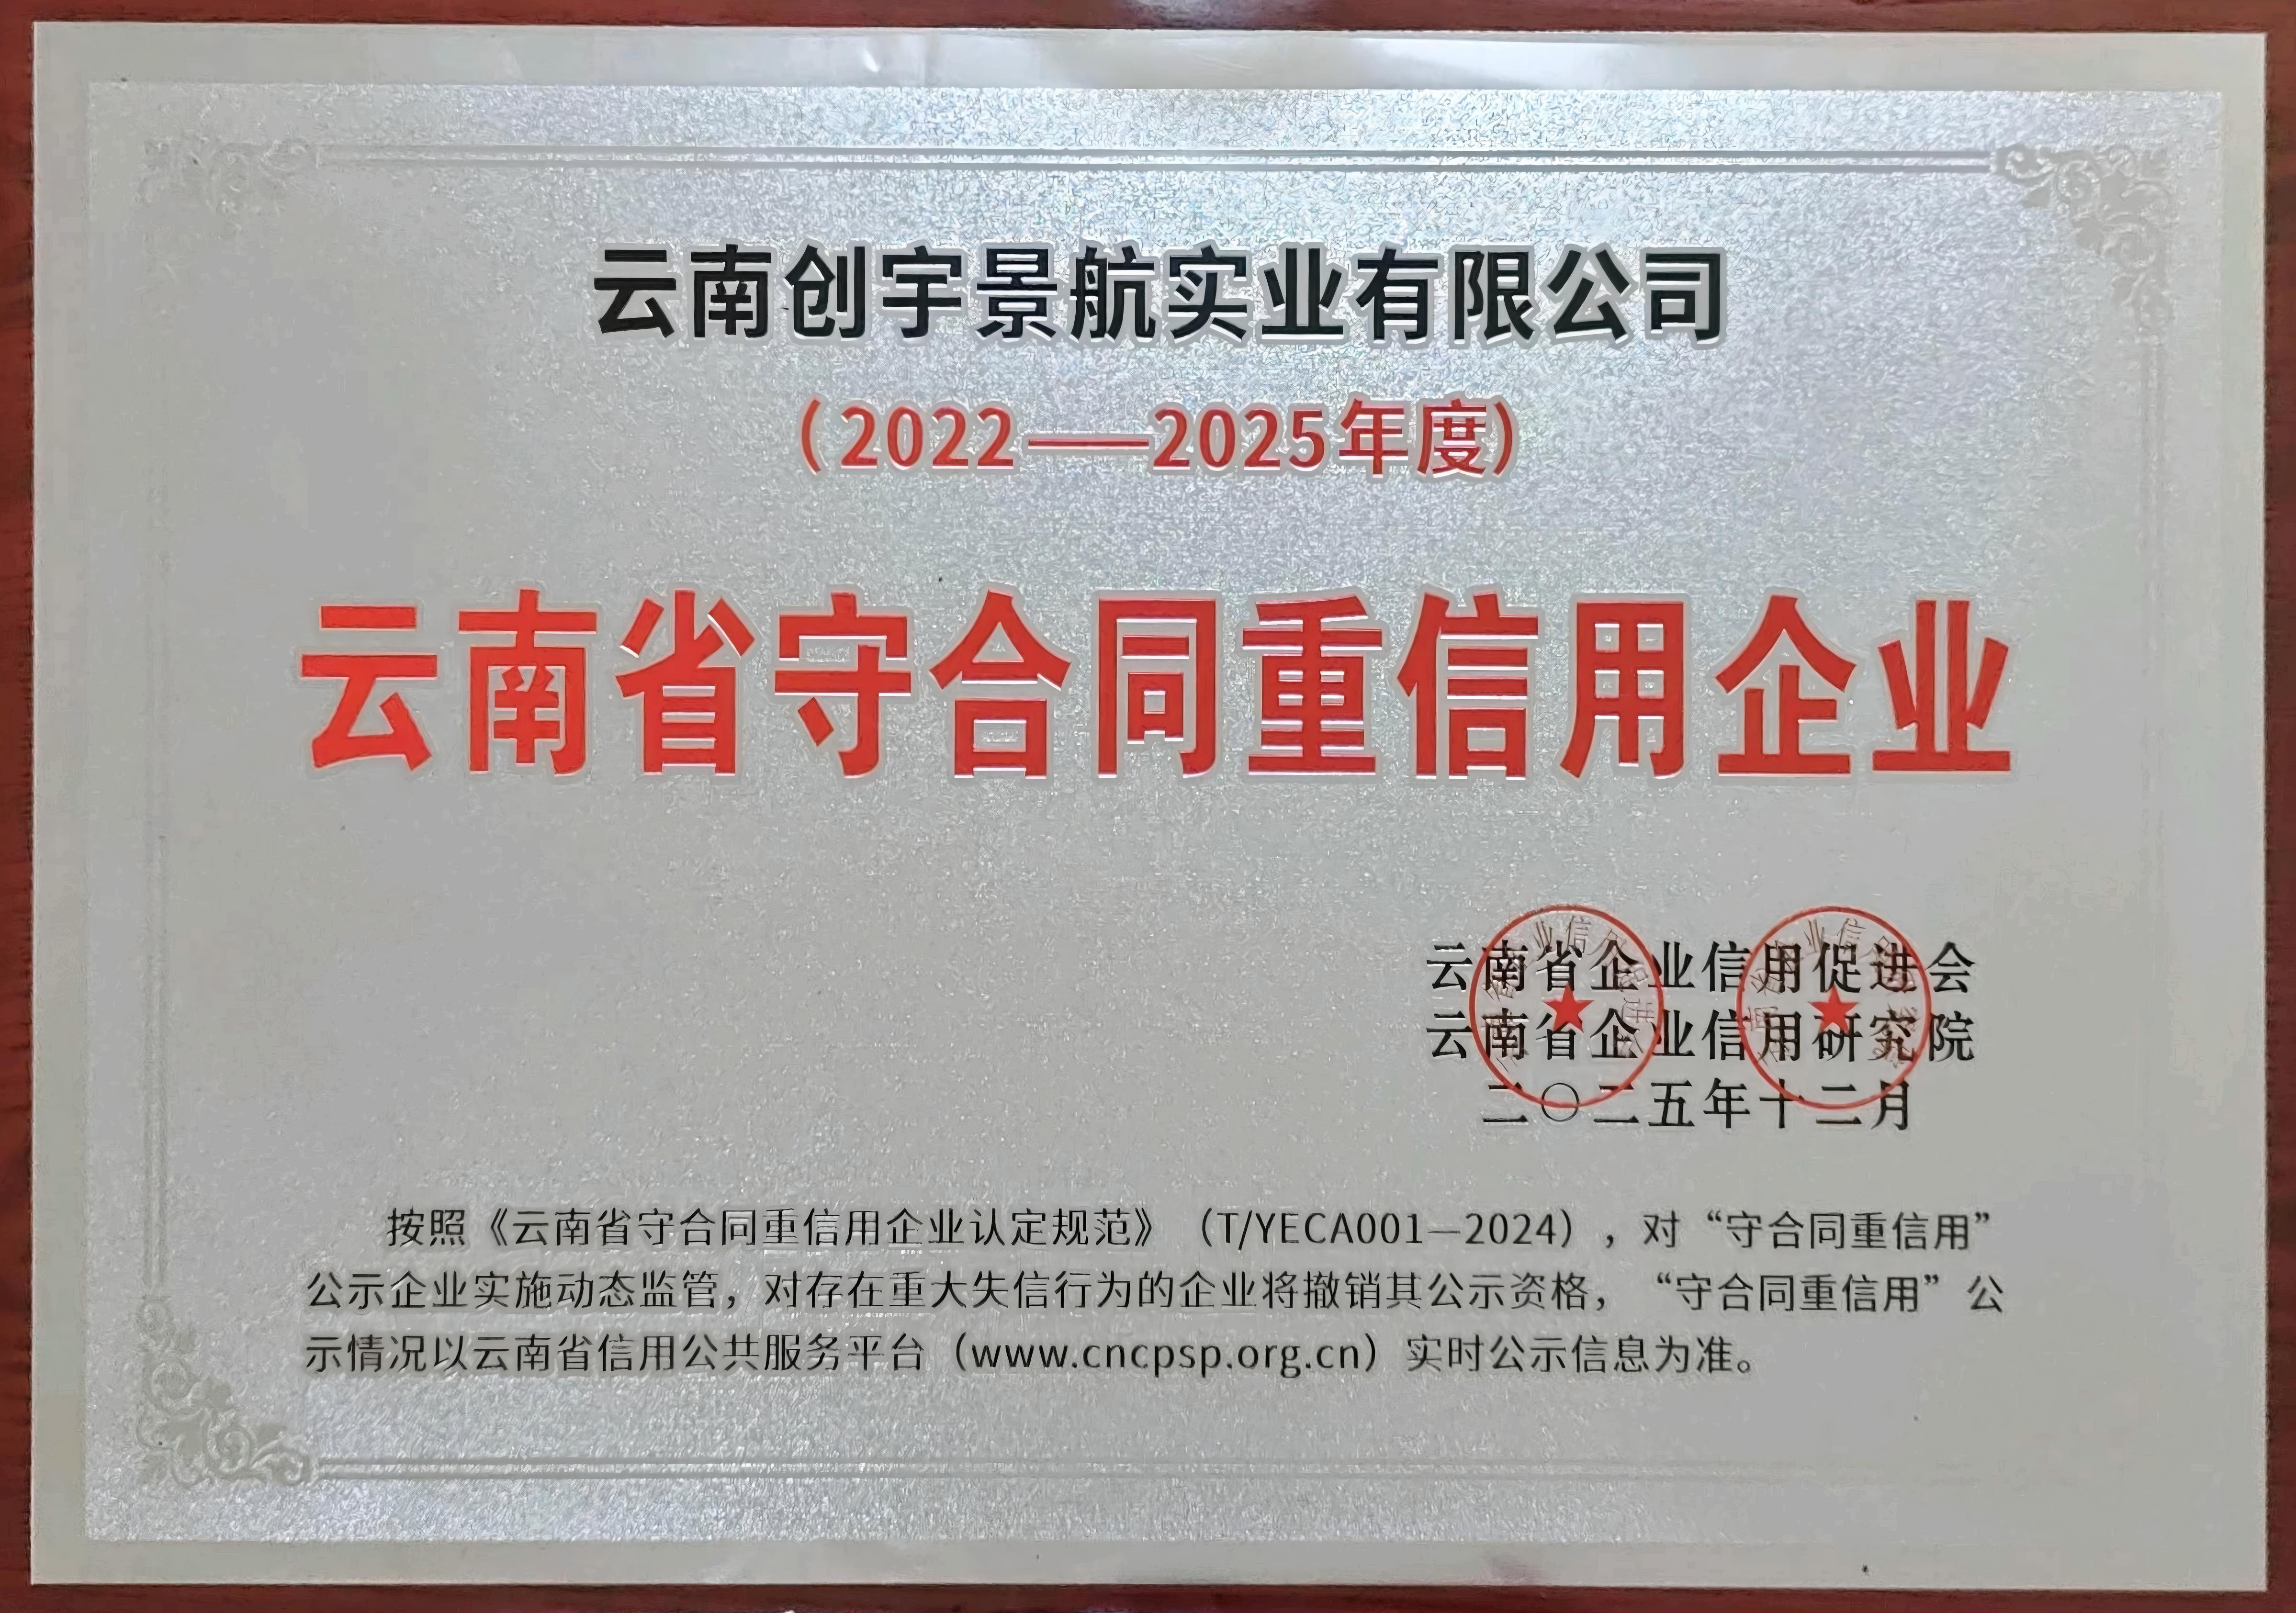 云南创宇景航实业有限公司
（2022——2025年度）
云南省守合同重信用企业
云南省企业信用促进会
云南省企业信用研究院
二〇二五年十二月
按照《云南省守合同重信用企业认定规范》（T/YECA001—2024），对“守合同重信用”
公示企业实施动态监管，对存在重大失信行为的企业将撤销其公示资格，“守合同重信用”公
示情况以云南省信用公共服务平台（www.cncpsp.org.cn）实时公示信息为准。